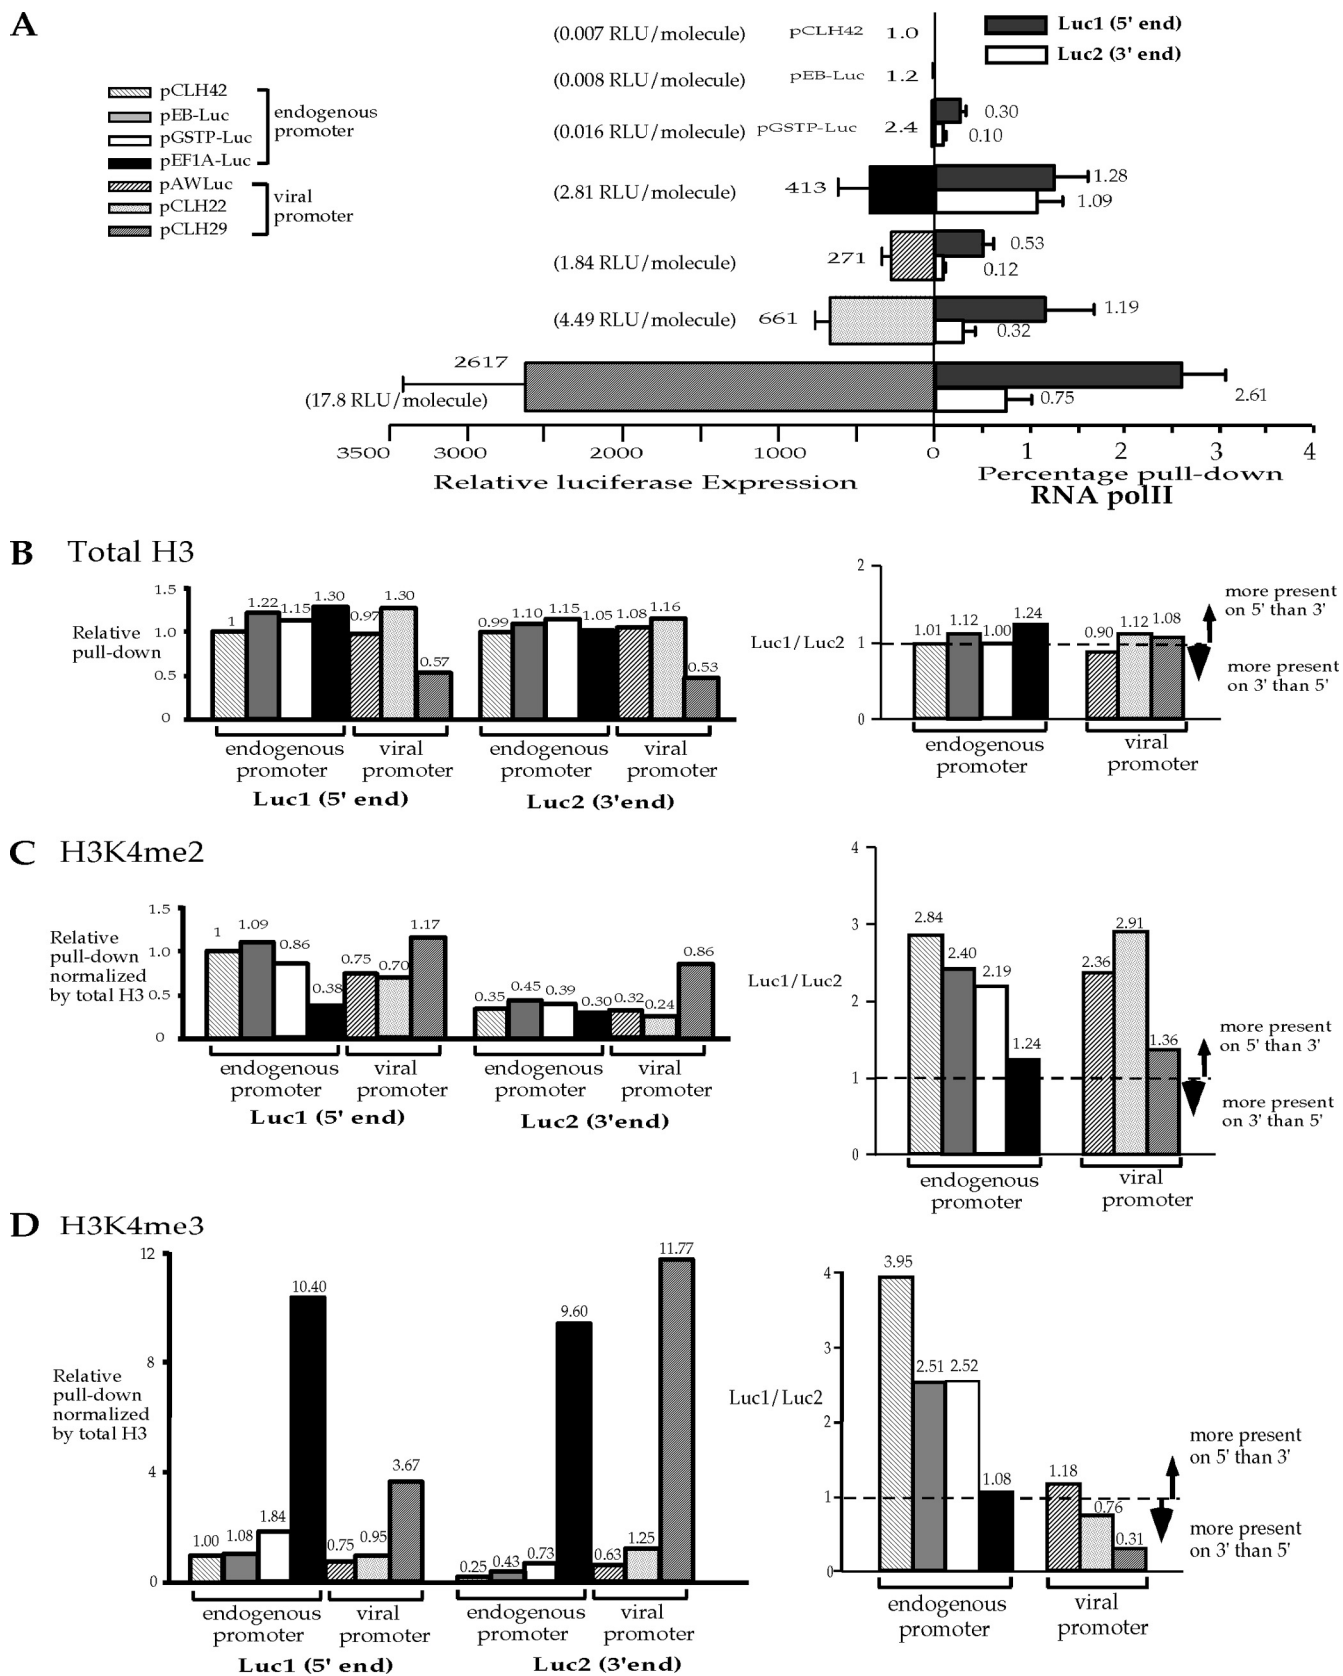 A
(0.007 RLU/molecule) pCLH42 1.0
Luc1 (5' end)
Luc2 (3' end)
(0.008 RLU/molecule) pEB-Luc 1.2
pCLH42
pEB-Luc
pGSTP-Luc
pEF1A-Luc
endogenous
promoter
pAWLuc
pCLH22
pCLH29
viral
promoter
(0.016 RLU/molecule) pGSTP-Luc 2.4
0.30
0.10
(2.81 RLU/molecule) 413
1.28
1.09
(1.84 RLU/molecule) 271
0.53
0.12
(4.49 RLU/molecule) 661
1.19
0.32
2617
(17.8 RLU/molecule)
2.61
0.75
3500 3000 2000 1000 0 1 2 3 4
Relative luciferase Expression
Percentage pull-down
RNA polII
B Total H3
Relative
pull-down
1.5
1.0
0.5
0
1 1.22 1.15 1.30 0.97 1.30 0.57
0.99 1.10 1.15 1.05 1.08 1.16 0.53
endogenous
promoter
viral
promoter
endogenous
promoter
viral
promoter
Luc1 (5' end)
Luc2 (3'end)
Luc1/Luc2
2
1
0
1.01 1.12 1.00 1.24 0.90 1.12 1.08
more present
on 5' than 3'
more present
on 3' than 5'
endogenous
promoter
viral
promoter
C H3K4me2
Relative
pull-down
normalized
by total H3
1.5
1.0
0.5
0
1 1.09 0.86 0.38 0.75 0.70 1.17
0.35 0.45 0.39 0.30 0.32 0.24 0.86
endogenous
promoter
viral
promoter
endogenous
promoter
viral
promoter
Luc1 (5' end)
Luc2 (3'end)
Luc1/Luc2
4
3
2
1
0
2.84 2.40 2.19 1.24 2.36 2.91 1.36
more present
on 5' than 3'
more present
on 3' than 5'
endogenous
promoter
viral
promoter
D H3K4me3
Relative
pull-down
normalized
by total H3
12
8
4
0
1.00 1.08 1.84 10.40 0.75 0.95 3.67
0.25 0.43 0.73 9.60 0.63 1.25 11.77
endogenous
promoter
viral
promoter
endogenous
promoter
viral
promoter
Luc1 (5' end)
Luc2 (3'end)
Luc1/Luc2
4
3
2
1
0
3.95 2.51 2.52 1.08 1.18 0.76 0.31
more present
on 5' than 3'
more present
on 3' than 5'
endogenous
promoter
viral
promoter